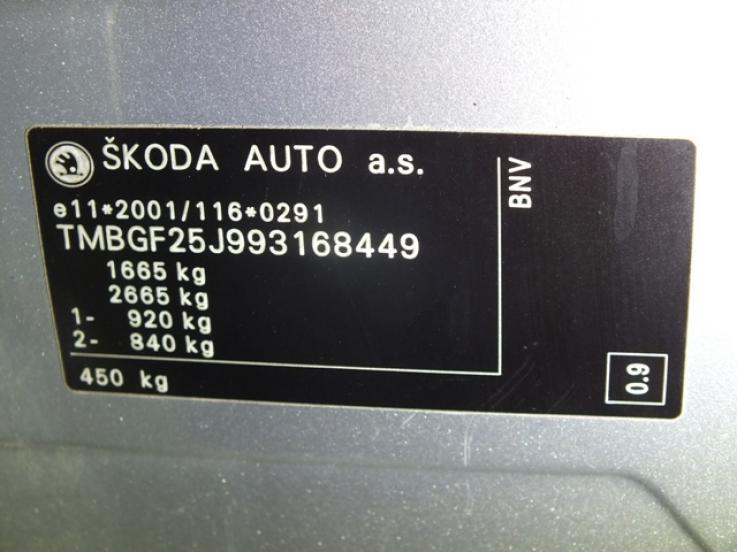 ŠKODA AUTO a.s.
e11*2001/116*0291
TMBGF25J993168449
1665 kg
2665 kg
1- 920 kg
2- 840 kg
450 kg
BNV
0.9